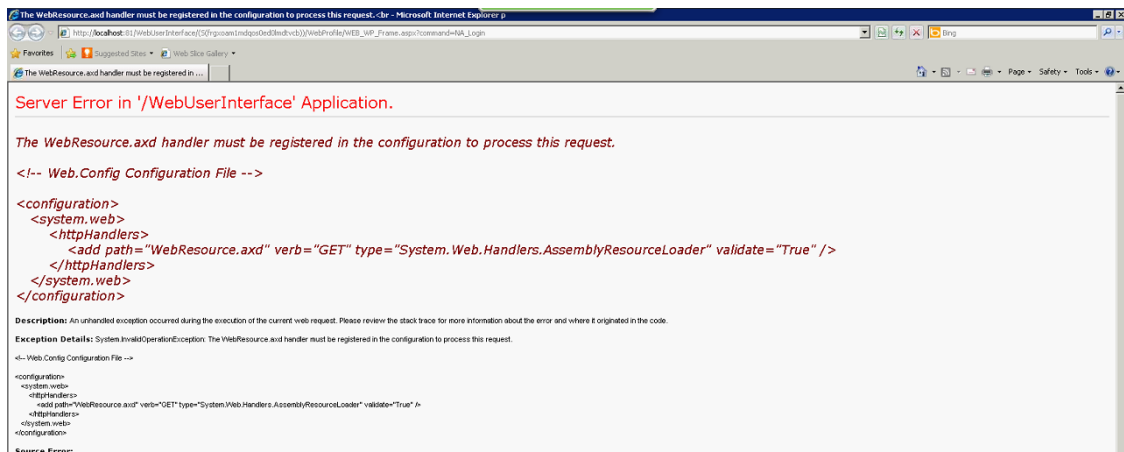 The WebResource.axd handler must be registered in the configuration to process this request.<br - Microsoft Internet Explorer p
http://localhost:81/WebUserInterface/(S(frgxoam1mdqos0ed0lmdtvcb))/WebProfile/WEB_WP_Frame.aspx?command=NA_Login
Bing
Favorites Suggested Sites Web Slice Gallery
The WebResource.axd handler must be registered in ...
Page Safety Tools
Server Error in '/WebUserInterface' Application.
The WebResource.axd handler must be registered in the configuration to process this request.
<!-- Web.Config Configuration File -->
<configuration>
<system.web>
<httpHandlers>
<add path="WebResource.axd" verb="GET" type="System.Web.Handlers.AssemblyResourceLoader" validate="True" />
</httpHandlers>
</system.web>
</configuration>
Description: An unhandled exception occurred during the execution of the current web request. Please review the stack trace for more information about the error and where it originated in the code.
Exception Details: System.InvalidOperationException: The WebResource.axd handler must be registered in the configuration to process this request.
<!-- Web.Config Configuration File -->
<configuration>
<system.web>
<httpHandlers>
<add path="WebResource.axd" verb="GET" type="System.Web.Handlers.AssemblyResourceLoader" validate="True" />
</httpHandlers>
</system.web>
</configuration>
Source Error: